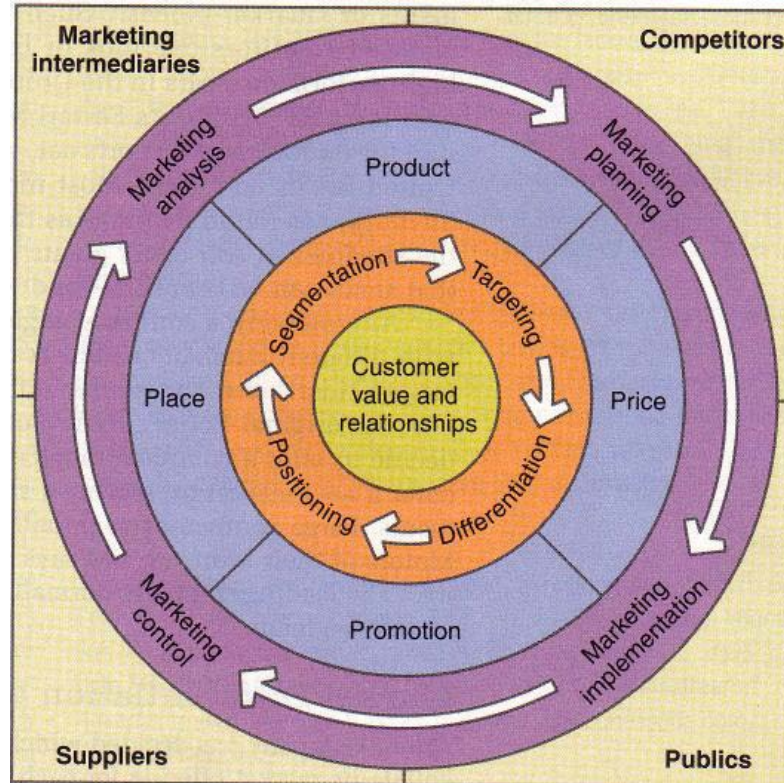 Marketing
intermediaries
Competitors
Marketing
analysis
Marketing
planning
Product
Segmentation
Targeting
Place
Customer
value and
relationships
Price
Positioning
Differentiation
Promotion
Marketing
control
Marketing
implementation
Suppliers
Publics